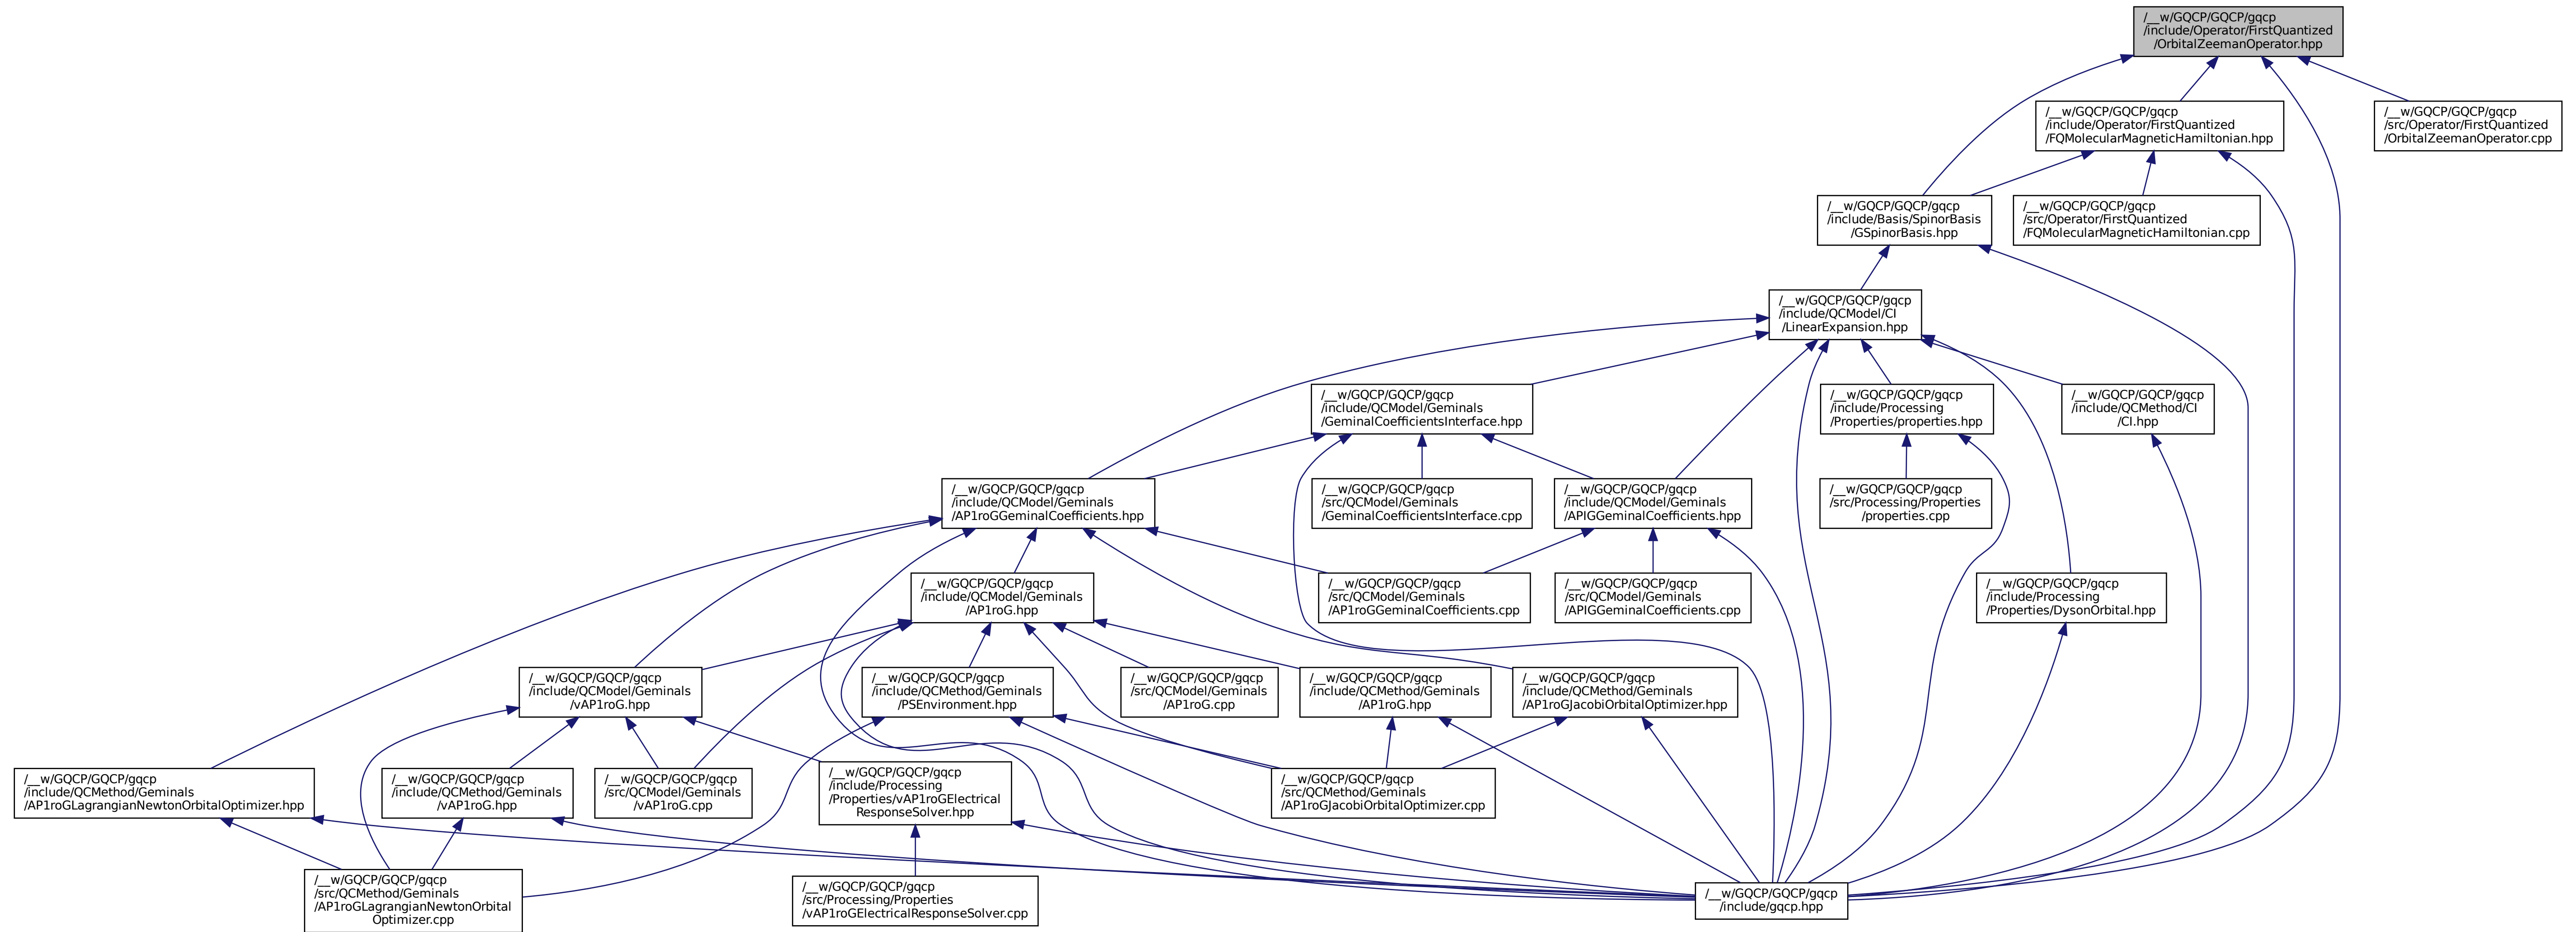 /__w/GQCP/GQCP/gqcp
/include/Operator/FirstQuantized
/OrbitalZeemanOperator.hpp
/__w/GQCP/GQCP/gqcp
/include/Operator/FirstQuantized
/FQMolecularMagneticHamiltonian.hpp
/__w/GQCP/GQCP/gqcp
/src/Operator/FirstQuantized
/OrbitalZeemanOperator.cpp
/__w/GQCP/GQCP/gqcp
/include/Basis/SpinorBasis
/GSpinorBasis.hpp
/__w/GQCP/GQCP/gqcp
/src/Operator/FirstQuantized
/FQMolecularMagneticHamiltonian.cpp
/__w/GQCP/GQCP/gqcp
/include/QCModel/CI
/LinearExpansion.hpp
/__w/GQCP/GQCP/gqcp
/include/QCModel/Geminals
/GeminalCoefficientsInterface.hpp
/__w/GQCP/GQCP/gqcp
/include/Processing
/Properties/properties.hpp
/__w/GQCP/GQCP/gqcp
/include/QCMethod/CI
/CI.hpp
/__w/GQCP/GQCP/gqcp
/include/QCModel/Geminals
/AP1roGGeminalCoefficients.hpp
/__w/GQCP/GQCP/gqcp
/src/QCModel/Geminals
/GeminalCoefficientsInterface.cpp
/__w/GQCP/GQCP/gqcp
/include/QCModel/Geminals
/APIGGeminalCoefficients.hpp
/__w/GQCP/GQCP/gqcp
/src/Processing/Properties
/properties.cpp
/__w/GQCP/GQCP/gqcp
/include/QCModel/Geminals
/AP1roG.hpp
/__w/GQCP/GQCP/gqcp
/src/QCModel/Geminals
/AP1roGGeminalCoefficients.cpp
/__w/GQCP/GQCP/gqcp
/src/QCModel/Geminals
/APIGGeminalCoefficients.cpp
/__w/GQCP/GQCP/gqcp
/include/Processing
/Properties/DysonOrbital.hpp
/__w/GQCP/GQCP/gqcp
/include/QCModel/Geminals
/vAP1roG.hpp
/__w/GQCP/GQCP/gqcp
/include/QCMethod/Geminals
/PSEnvironment.hpp
/__w/GQCP/GQCP/gqcp
/src/QCModel/Geminals
/AP1roG.cpp
/__w/GQCP/GQCP/gqcp
/include/QCMethod/Geminals
/AP1roG.hpp
/__w/GQCP/GQCP/gqcp
/include/QCMethod/Geminals
/AP1roGJacobiOrbitalOptimizer.hpp
/__w/GQCP/GQCP/gqcp
/include/QCMethod/Geminals
/AP1roGLagrangianNewtonOrbitalOptimizer.hpp
/__w/GQCP/GQCP/gqcp
/include/QCMethod/Geminals
/vAP1roG.hpp
/__w/GQCP/GQCP/gqcp
/src/QCModel/Geminals
/vAP1roG.cpp
/__w/GQCP/GQCP/gqcp
/include/Processing
/Properties/vAP1roGElectrical
ResponseSolver.hpp
/__w/GQCP/GQCP/gqcp
/src/QCMethod/Geminals
/AP1roGJacobiOrbitalOptimizer.cpp
/__w/GQCP/GQCP/gqcp
/src/QCMethod/Geminals
/AP1roGLagrangianNewtonOrbital
Optimizer.cpp
/__w/GQCP/GQCP/gqcp
/src/Processing/Properties
/vAP1roGElectricalResponseSolver.cpp
/__w/GQCP/GQCP/gqcp
/include/gqcp.hpp